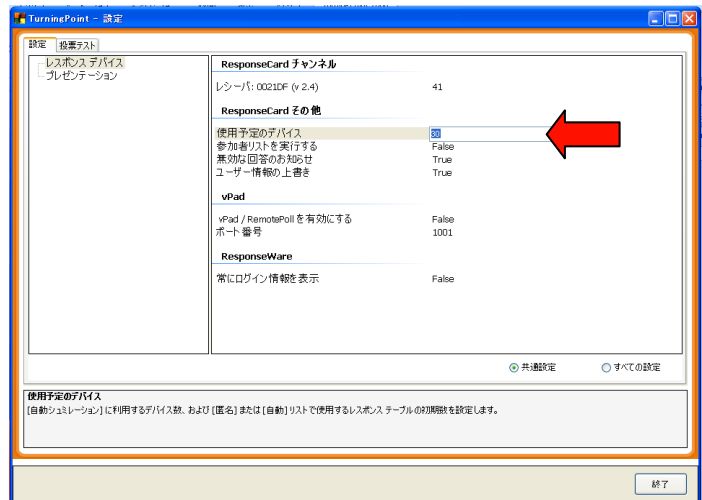 TurningPoint - 設定
設定 投票テスト
レスポンス デバイス
プレゼンテーション
ResponseCard チャンネル
レシーバ: 0021DF (v 2.4) 41
ResponseCard その他
使用予定のデバイス 30
参加者リストを実行する False
無効な回答のお知らせ True
ユーザー情報の上書き True
vPad
vPad / RemotePoll を有効にする False
ポート番号 1001
ResponseWare
常にログイン情報を表示 False
共通設定 すべての設定
使用予定のデバイス
[自動シュミレーション] に利用するデバイス数、および [匿名] または [自動] リストで使用するレスポンス テーブルの初期数を設定します。
終了